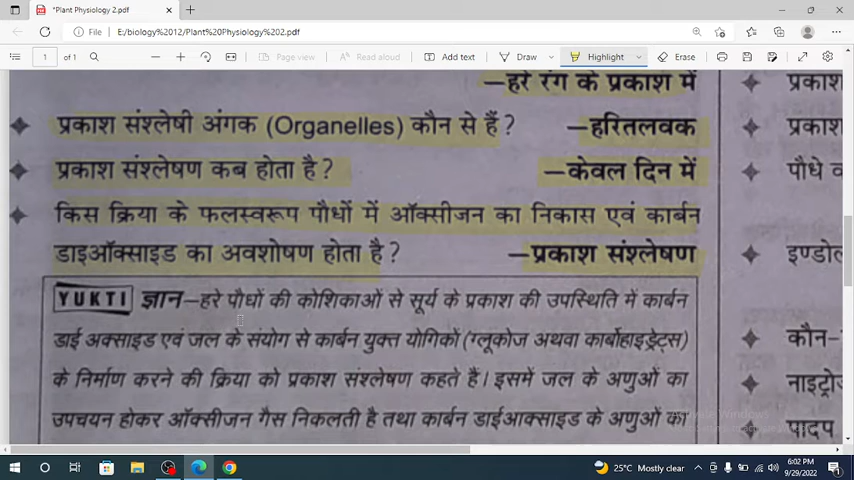 Plant Physiology 2.pdf
File
E:/biology%2012/Plant%20Physiology%202.pdf
1 of 1
Page view
Read aloud
Add text
Draw
Highlight
Erase
—हरे रंग के प्रकाश में
प्रकाश संश्लेषी अंगक (Organelles) कौन से हैं? —हरितलवक
प्रकाश संश्लेषण कब होता है? —केवल दिन में
किस क्रिया के फलस्वरूप पौधों में ऑक्सीजन का निकास एवं कार्बन
डाइऑक्साइड का अवशोषण होता है? —प्रकाश संश्लेषण
YUKTI ज्ञान—हरे पौधों की कोशिकाओं से सूर्य के प्रकाश की उपस्थिति में कार्बन
डाई अक्साइड एवं जल के संयोग से कार्बन युक्त योगिकों (ग्लूकोज अथवा कार्बोहाइड्रेट्स)
के निर्माण करने की क्रिया को प्रकाश संश्लेषण कहते है। इसमें जल के अणुओं का
उपचयन होकर ऑक्सीजन गैस निकलती है तथा कार्बन डाईआक्साइड के अणुओं का
पौधे
Activate Windows
25°C Mostly clear
6:02 PM
9/29/2022